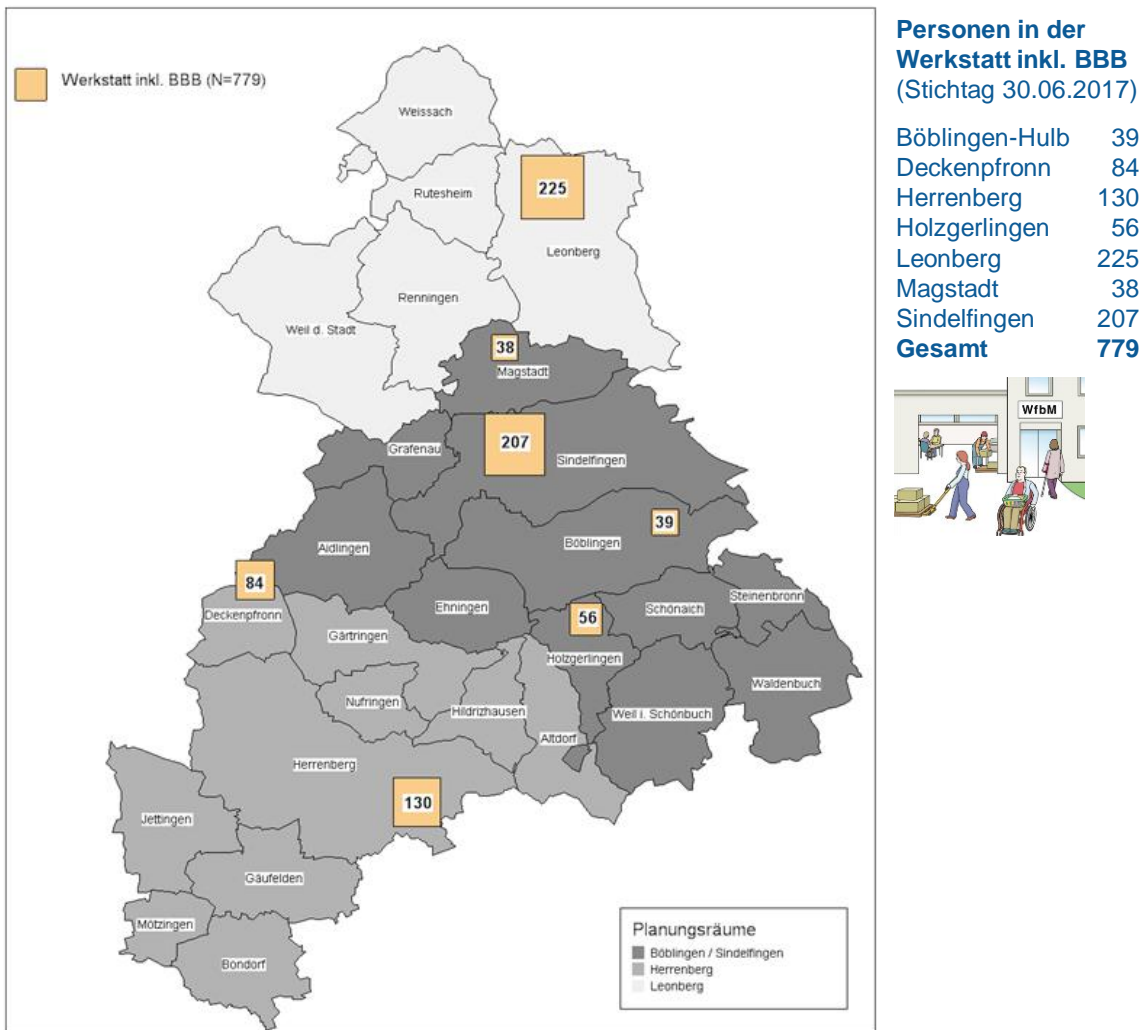 Werkstatt inkl. BBB (N=779)
Weissach
225
Rutesheim
Leonberg
Renningen
Weil d. Stadt
38
Magstadt
207
Grafenau
Sindelfingen
39
Böblingen
Aidlingen
84
Steinenbronn
Ehningen
Schönaich
Deckenpfronn
56
Gärtringen
Holzgerlingen
Waldenbuch
Nufringen
Hildrizhausen
Weil i. Schönbuch
Altdorf
Herrenberg
130
Jettingen
Gäufelden
Mötzingen
Bondorf
Planungsräume
Böblingen / Sindelfingen
Herrenberg
Leonberg
Personen in der
Werkstatt inkl. BBB
(Stichtag 30.06.2017)
Böblingen-Hulb 39
Deckenpfronn 84
Herrenberg 130
Holzgerlingen 56
Leonberg 225
Magstadt 38
Sindelfingen 207
Gesamt 779
WfbM